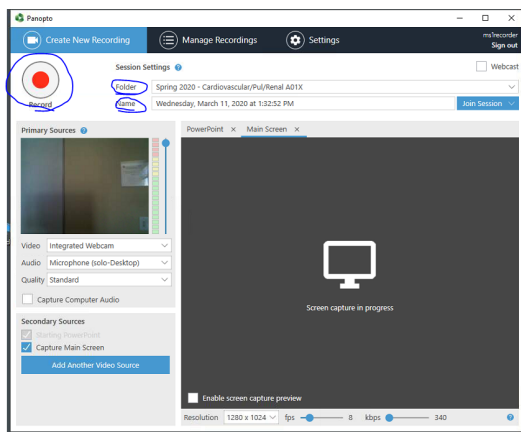 Panopto
Create New Recording Manage Recordings Settings ms1recorder
Sign out
Session Settings Webcast
Folder Spring 2020 - Cardiovascular/Pul/Renal A01X
Record Name Wednesday, March 11, 2020 at 1:32:52 PM Join Session
Primary Sources PowerPoint × Main Screen ×
Video Integrated Webcam
Audio Microphone (solo-Desktop)
Quality Standard
Capture Computer Audio
Screen capture in progress
Secondary Sources
Starting PowerPoint
Capture Main Screen
Add Another Video Source
Enable screen capture preview
Resolution 1280 x 1024 fps 8 kbps 340